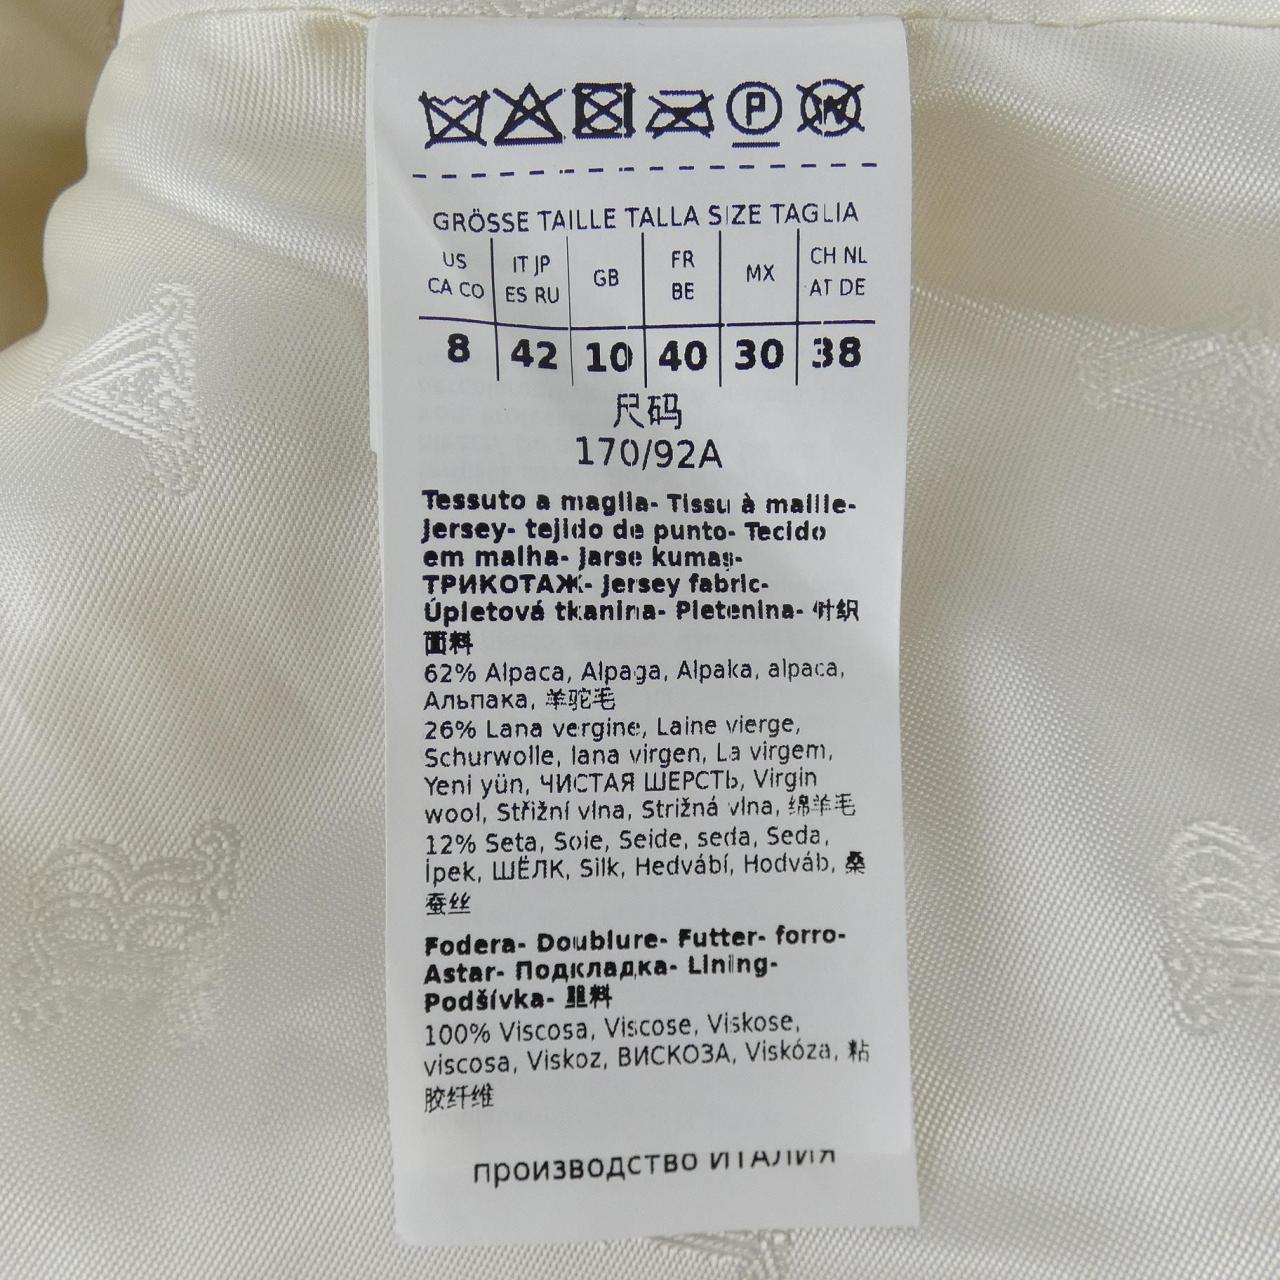 P
W
GRÖSSE TAILLE TALLA SIZE TAGLIA
US CA CO IT JP ES RU GB FR BE MX CH NL AT DE
8 42 10 40 30 38
尺码
170/92A
Tessuto a maglia- Tissu à maille-
Jersey- tejido de punto- Tecido
em malha- Jarse kumaş-
ТРИКОТАЖ- Jersey fabric-
Úpletová tkanina- Pletenina- 针织
面料
62% Alpaca, Alpaga, Alpaka, alpaca,
Альпака, 羊驼毛
26% Lana vergine, Laine vierge,
Schurwolle, lana virgen, La virgem,
Yeni yün, ЧИСТАЯ ШЕРСТЬ, Virgin
wool, Střižní vlna, Strižná vlna, 绵羊毛
12% Seta, Soie, Seide, seda, Seda,
İpek, ШЁЛК, Silk, Hedvábí, Hodváb, 桑
蚕丝
Fodera- Doublure- Futter- forro-
Astar- Подкладка- Lining-
Podšívka- 里料
100% Viscosa, Viscose, Viskose,
viscosa, Viskoz, ВИСКОЗА, Viskóza, 粘
胶纤维
производство ИТАЛИЯ